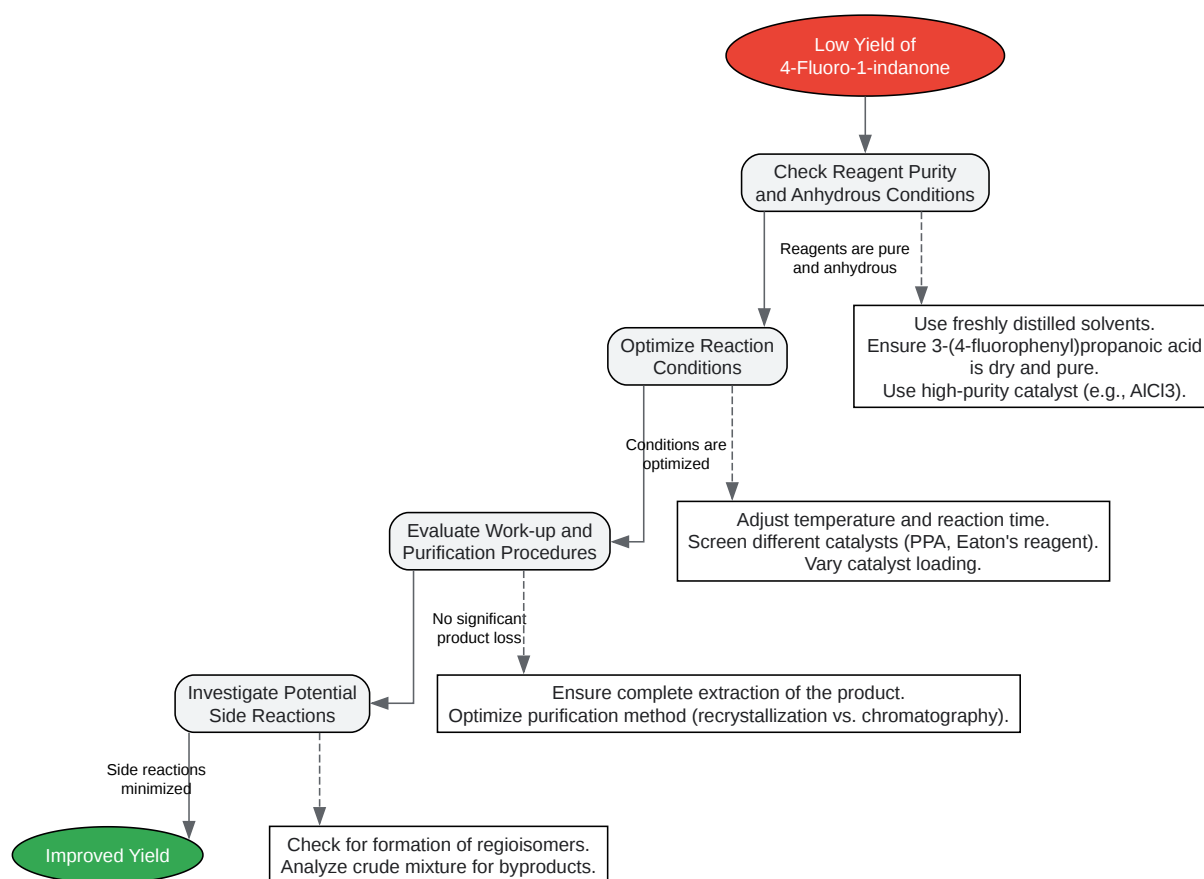 Low Yield of
4-Fluoro-1-indanone
Check Reagent Purity
and Anhydrous Conditions
Reagents are pure
and anhydrous
Use freshly distilled solvents.
Ensure 3-(4-fluorophenyl)propanoic acid
is dry and pure.
Use high-purity catalyst (e.g., AlCl3).
Optimize Reaction
Conditions
Conditions are
optimized
Adjust temperature and reaction time.
Screen different catalysts (PPA, Eaton's reagent).
Vary catalyst loading.
Evaluate Work-up and
Purification Procedures
No significant
product loss
Ensure complete extraction of the product.
Optimize purification method (recrystallization vs. chromatography).
Investigate Potential
Side Reactions
Side reactions
minimized
Check for formation of regioisomers.
Analyze crude mixture for byproducts.
Improved Yield